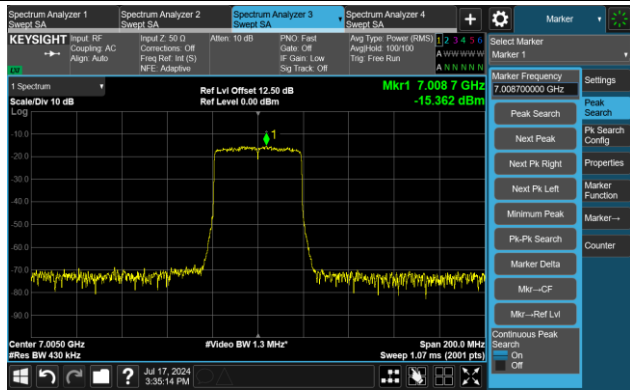 Spectrum Analyzer 1
Swept SA
Spectrum Analyzer 2
Swept SA
Spectrum Analyzer 3
Swept SA
Spectrum Analyzer 4
Swept SA
+
Marker
KEYSIGHT
Input: RF
Coupling: AC
Align: Auto
Input Z: 50 Ω
Corrections: Off
Freq Ref: Int (S)
NFE: Adaptive
Atten: 10 dB
PNO: Fast
Gate: Off
IF Gain: Low
Sig Track: Off
Avg Type: Power (RMS)
Avg|Hold: 100/100
Trig: Free Run
1 2 3 4 5 6
A W W W W W
A N N N N N
Select Marker
Marker 1
1 Spectrum
Scale/Div 10 dB
Log
Ref Lvl Offset 12.50 dB
Ref Level 0.00 dBm
Mkr1 7.008 7 GHz
-15.362 dBm
1
-10.0
-20.0
-30.0
-40.0
-50.0
-60.0
-70.0
-80.0
-90.0
Center 7.0050 GHz
#Res BW 430 kHz
#Video BW 1.3 MHz*
Span 200.0 MHz
Sweep 1.07 ms (2001 pts)
Marker Frequency
7.008700000 GHz
Peak Search
Next Peak
Next Pk Right
Next Pk Left
Minimum Peak
Pk-Pk Search
Marker Delta
Mkr→CF
Mkr→Ref Lvl
Continuous Peak
Search
On
Off
Settings
Peak
Search
Pk Search
Config
Properties
Marker
Function
Marker→
Counter
?
Jul 17, 2024
3:35:14 PM